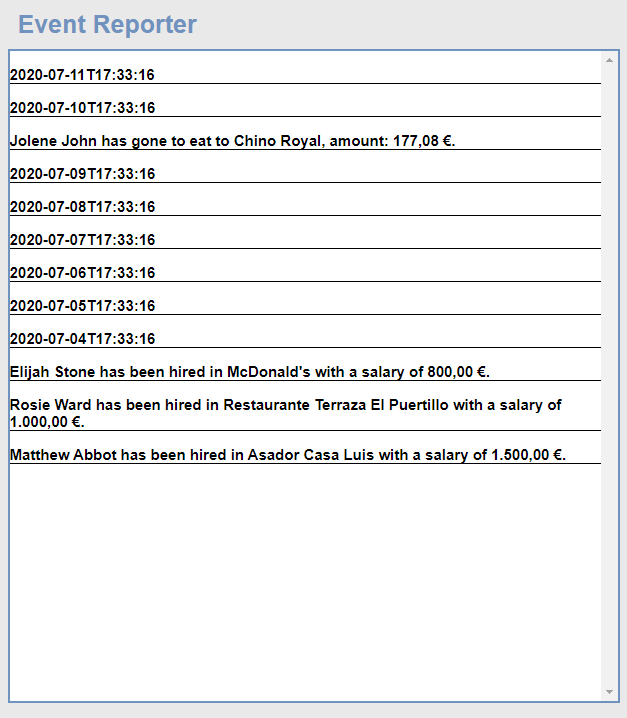 Event Reporter
2020-07-11T17:33:16
2020-07-10T17:33:16
Jolene John has gone to eat to Chino Royal, amount: 177,08 €.
2020-07-09T17:33:16
2020-07-08T17:33:16
2020-07-07T17:33:16
2020-07-06T17:33:16
2020-07-05T17:33:16
2020-07-04T17:33:16
Elijah Stone has been hired in McDonald's with a salary of 800,00 €.
Rosie Ward has been hired in Restaurante Terraza El Puertillo with a salary of
1.000,00 €.
Matthew Abbot has been hired in Asador Casa Luis with a salary of 1.500,00 €.